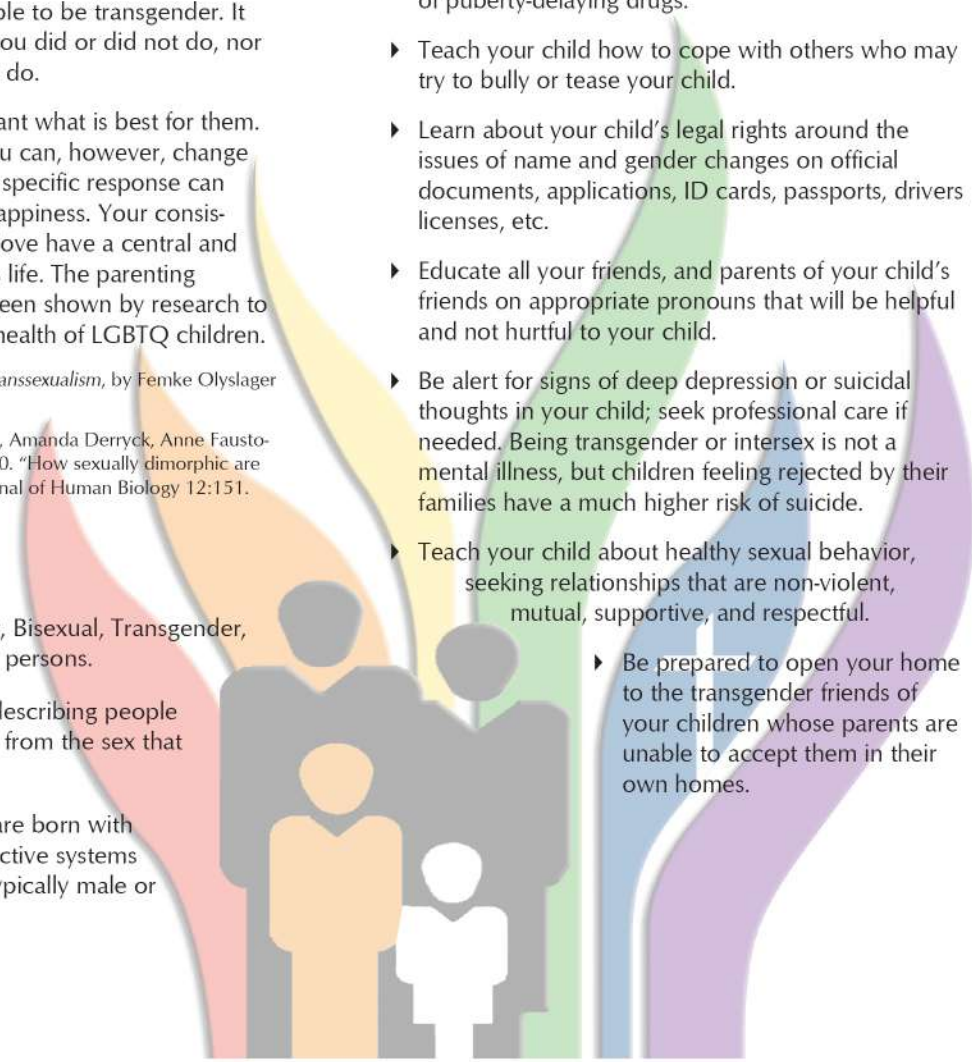 ble to be transgender. It
ou did or did not do, nor
do.
ant what is best for them.
u can, however, change
specific response can
appiness. Your consis-
ove have a central and
life. The parenting
een shown by research to
health of LGBTQ children.
anssexualism, by Femke Olyslager
, Amanda Derryck, Anne Fausto-
0. “How sexually dimorphic are
nal of Human Biology 12:151.
, Bisexual, Transgender,
persons.
describing people
from the sex that
are born with
ctive systems
ypically male or
of puberty-delaying drugs.
▸ Teach your child how to cope with others who may
try to bully or tease your child.
▸ Learn about your child’s legal rights around the
issues of name and gender changes on official
documents, applications, ID cards, passports, drivers
licenses, etc.
▸ Educate all your friends, and parents of your child’s
friends on appropriate pronouns that will be helpful
and not hurtful to your child.
▸ Be alert for signs of deep depression or suicidal
thoughts in your child; seek professional care if
needed. Being transgender or intersex is not a
mental illness, but children feeling rejected by their
families have a much higher risk of suicide.
▸ Teach your child about healthy sexual behavior,
seeking relationships that are non-violent,
mutual, supportive, and respectful.
▸ Be prepared to open your home
to the transgender friends of
your children whose parents are
unable to accept them in their
own homes.